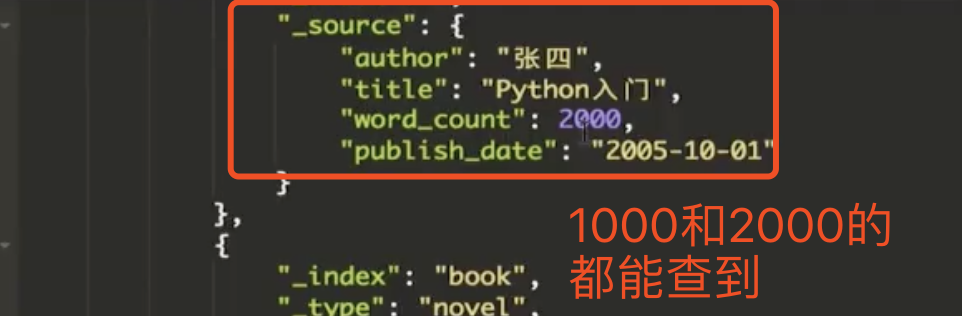 "_source": {
"author": "张四",
"title": "Python入门",
"word_count": 2000,
"publish_date": "2005-10-01"
}
},
{
"_index": "book",
"_type": "novel",
1000和2000的
都能查到